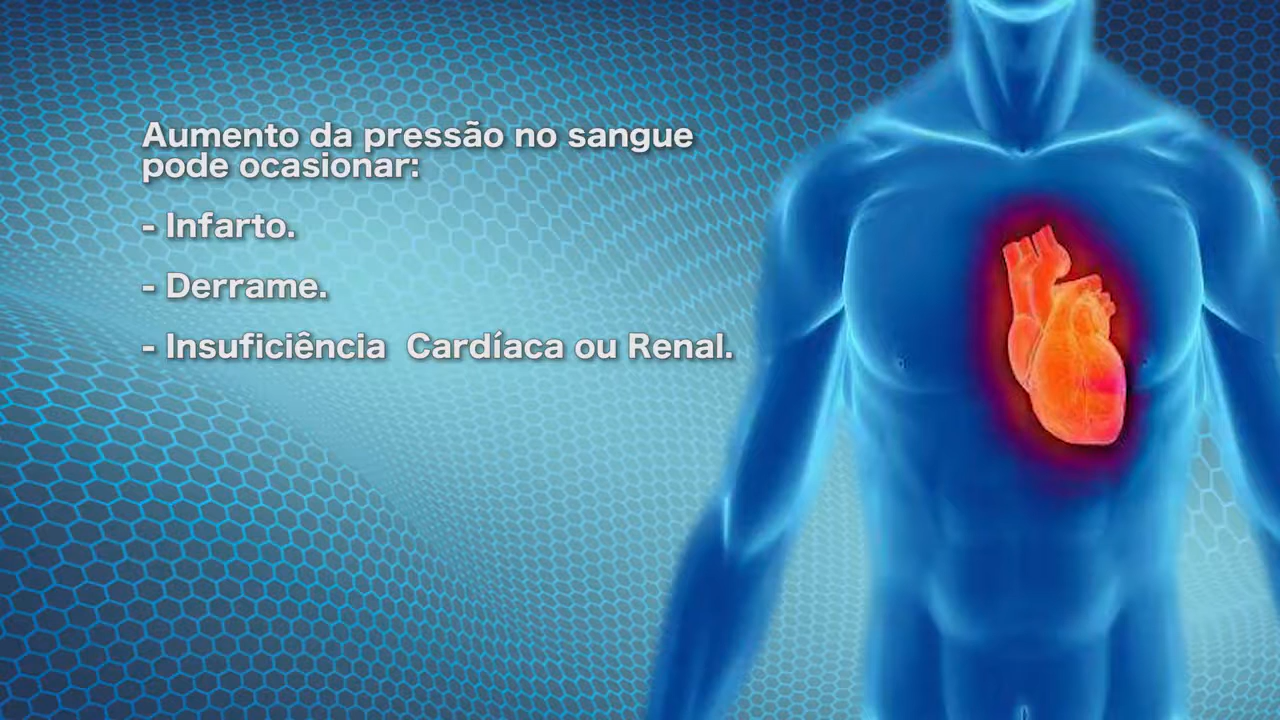 Aumento da pressão no sangue
pode ocasionar:
- Infarto.
- Derrame.
- Insuficiência  Cardíaca ou Renal.